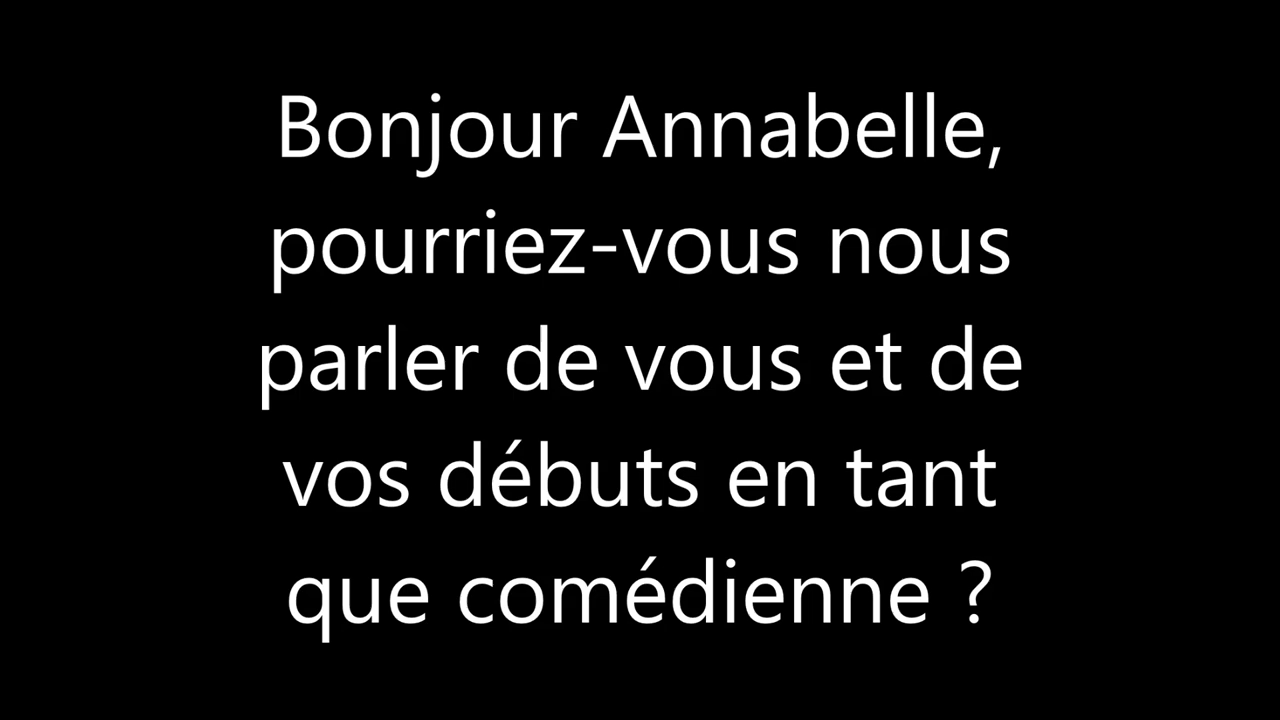 Bonjour Annabelle,
pourriez-vous nous
parler de vous et de
vos débuts en tant
que comédienne ?